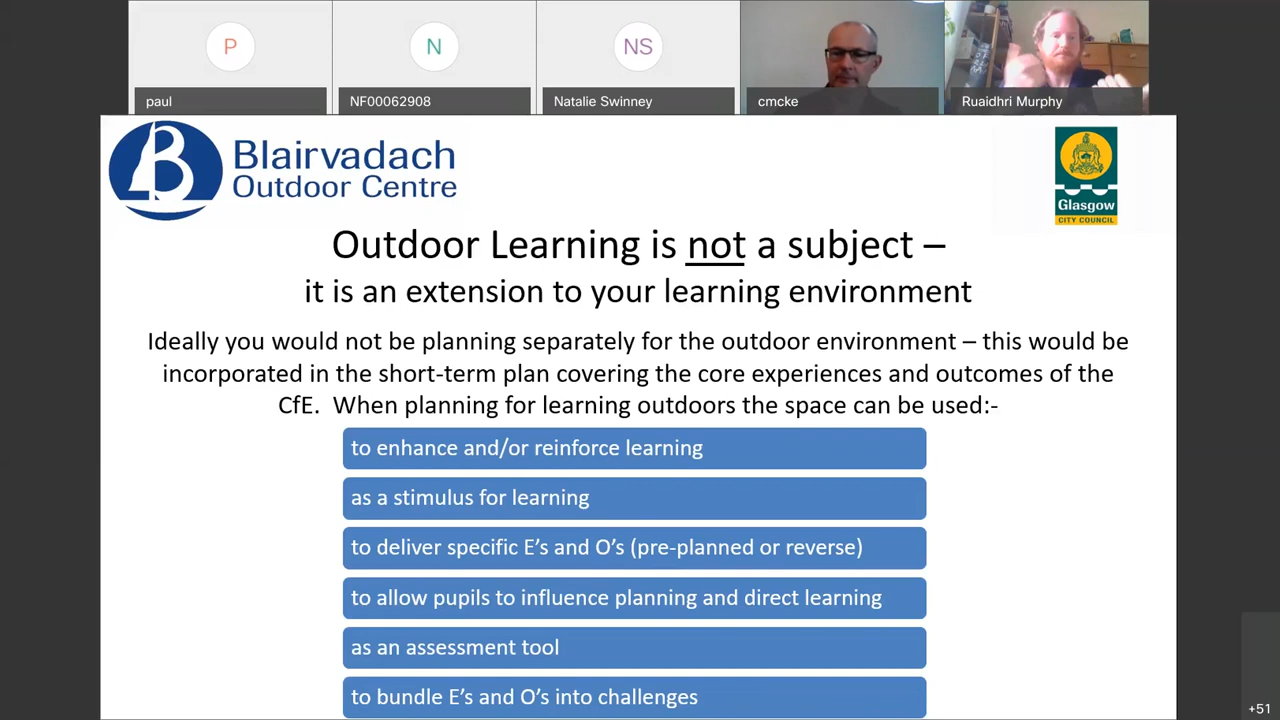 P
N
NS
paul
NF00062908
Natalie Swinney
cmcke
Ruaidhri Murphy
B
Blairvadach
Outdoor Centre
Glasgow
CITY COUNCIL
Outdoor Learning is not a subject –
it is an extension to your learning environment
Ideally you would not be planning separately for the outdoor environment – this would be
incorporated in the short-term plan covering the core experiences and outcomes of the
CfE. When planning for learning outdoors the space can be used:-
to enhance and/or reinforce learning
as a stimulus for learning
to deliver specific E’s and O’s (pre-planned or reverse)
to allow pupils to influence planning and direct learning
as an assessment tool
to bundle E’s and O’s into challenges
+51